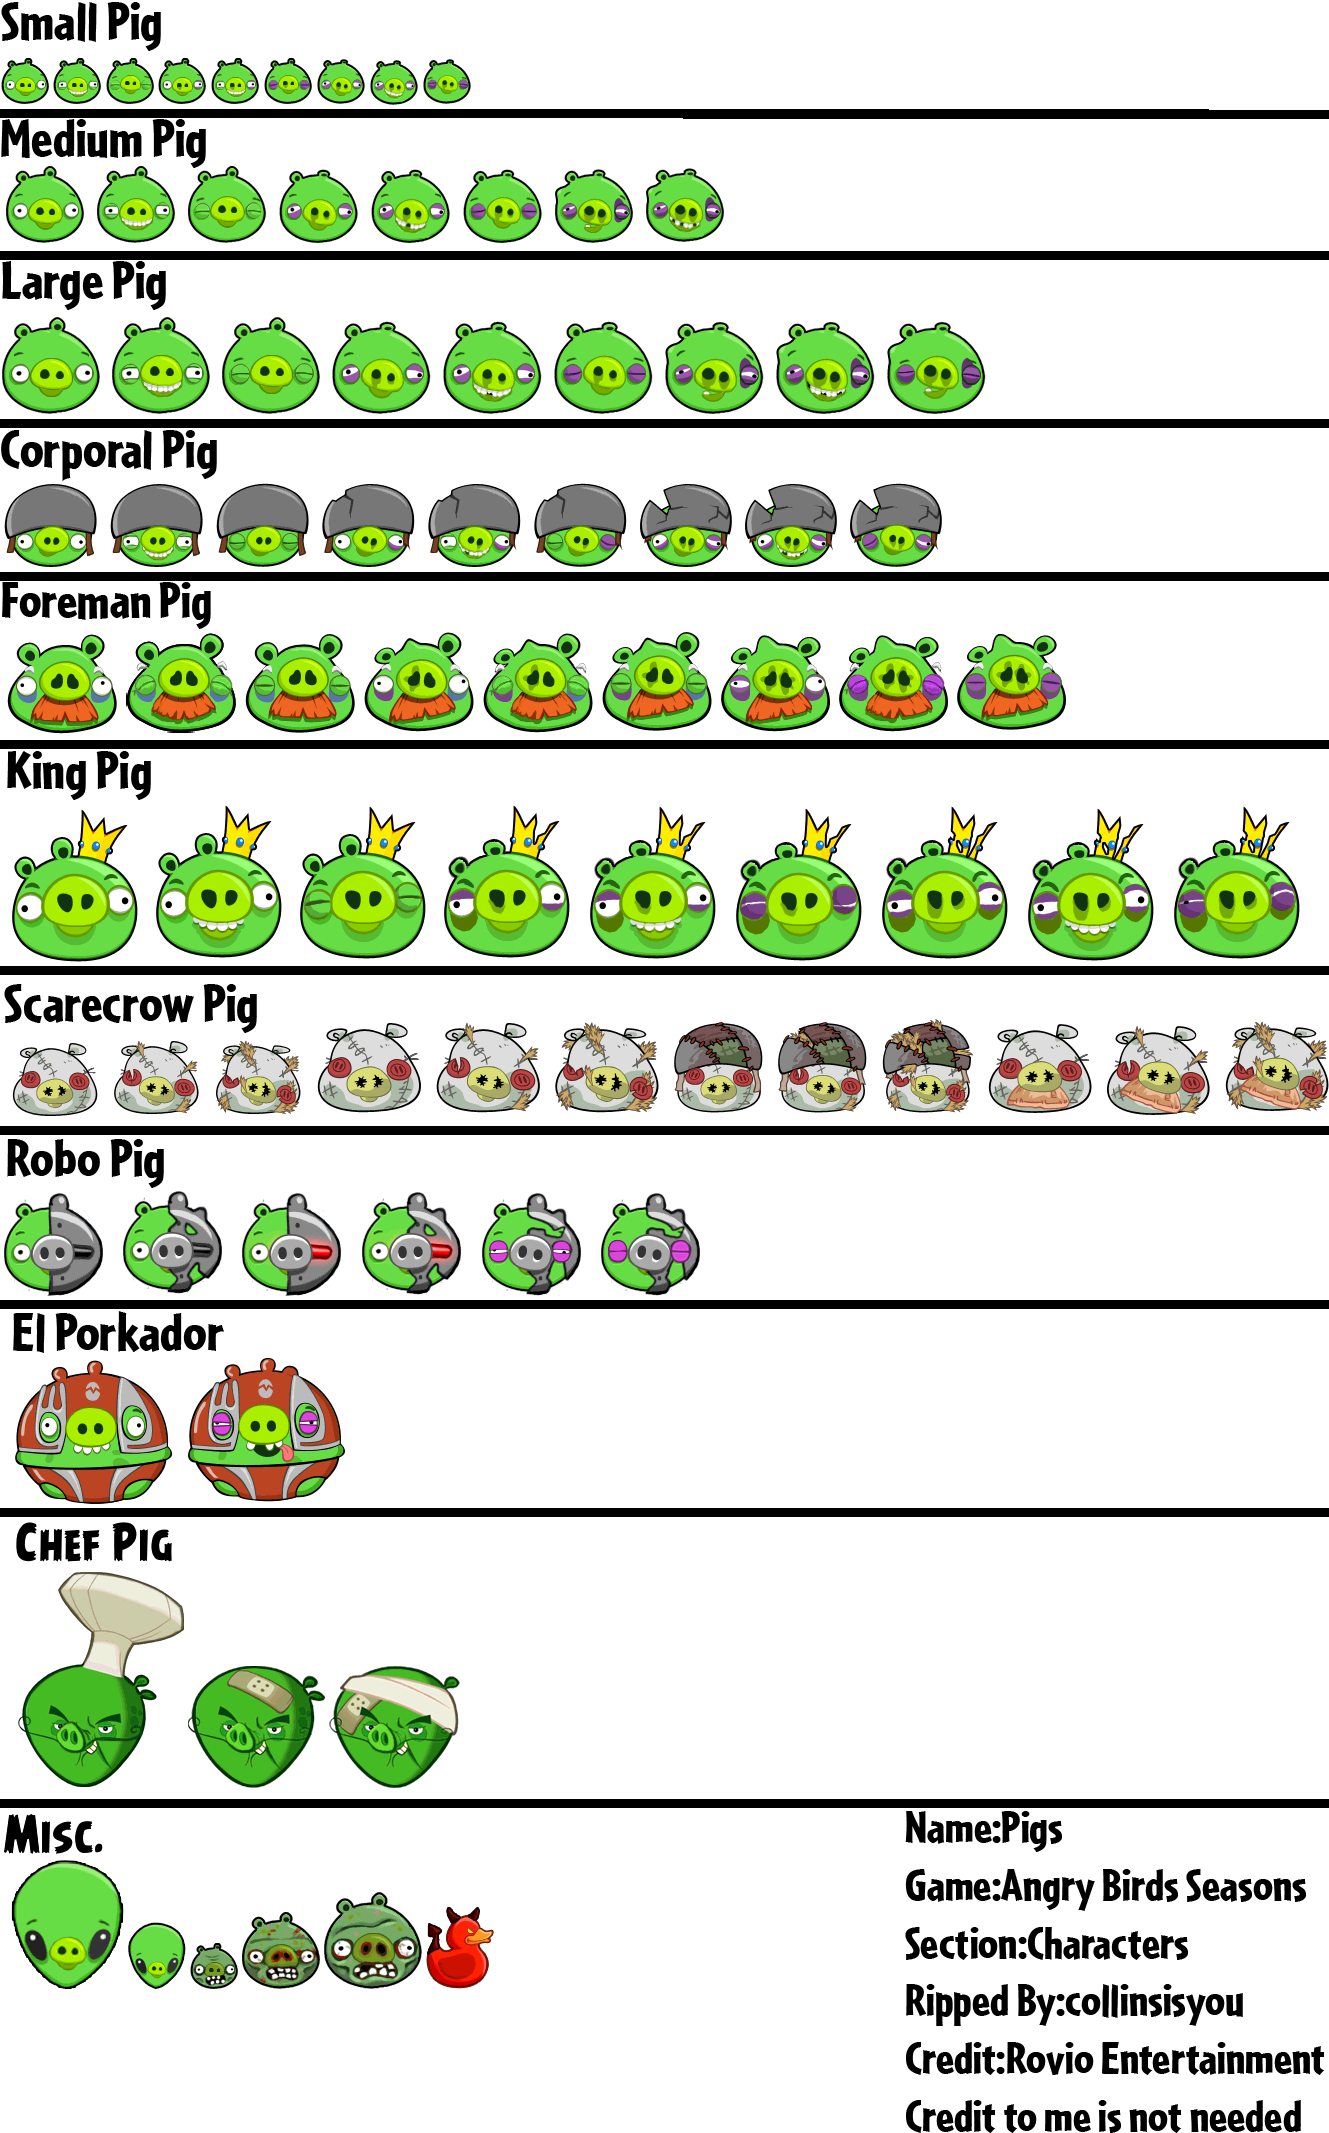 Small Pig
Medium Pig
Large Pig
Corporal Pig
Foreman Pig
King Pig
Scarecrow Pig
Robo Pig
El Porkador
CHEF PIG
MISC.
Name:Pigs
Game:Angry Birds Seasons
Section:Characters
Ripped By:collinsisyou
Credit:Rovio Entertainment
Credit to me is not needed